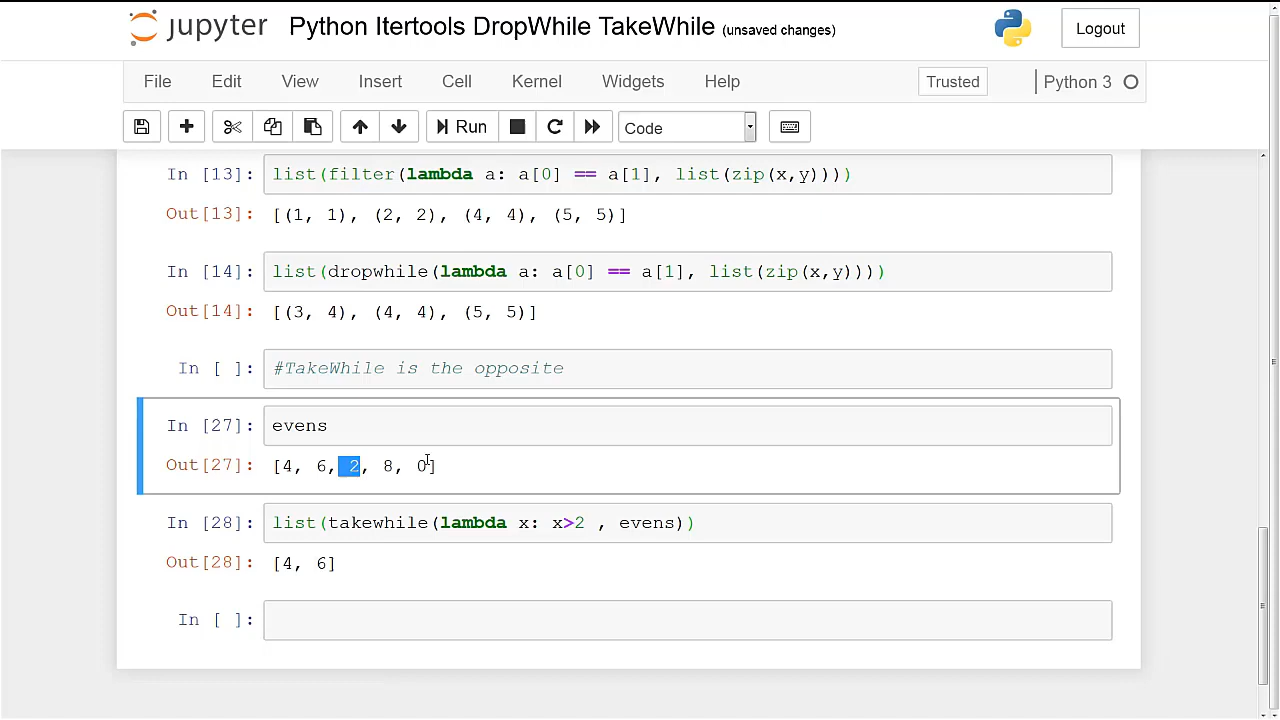 jupyter Python Itertools DropWhile TakeWhile (unsaved changes) Logout
File Edit View Insert Cell Kernel Widgets Help Trusted Python 3
Run Code
In [13]: list(filter(lambda a: a[0] == a[1], list(zip(x,y))))
Out[13]: [(1, 1), (2, 2), (4, 4), (5, 5)]
In [14]: list(dropwhile(lambda a: a[0] == a[1], list(zip(x,y))))
Out[14]: [(3, 4), (4, 4), (5, 5)]
In [ ]: #TakeWhile is the opposite
In [27]: evens
Out[27]: [4, 6, 2, 8, 0]
In [28]: list(takewhile(lambda x: x>2 , evens))
Out[28]: [4, 6]
In [ ]: